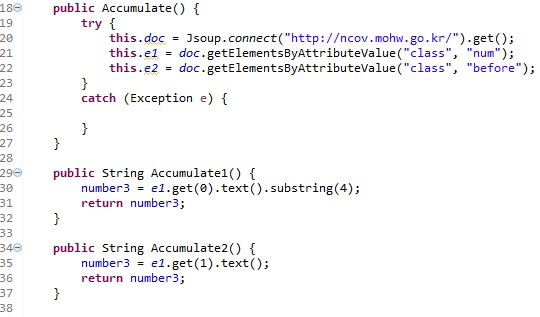 18 public Accumulate() {
19 try {
20 this.doc = Jsoup.connect("http://ncov.mohw.go.kr/").get();
21 this.e1 = doc.getElementsByAttributeValue("class", "num");
22 this.e2 = doc.getElementsByAttributeValue("class", "before");
23 }
24 catch (Exception e) {
25
26 }
27 }
28
29 public String Accumulate1() {
30 number3 = e1.get(0).text().substring(4);
31 return number3;
32 }
33
34 public String Accumulate2() {
35 number3 = e1.get(1).text();
36 return number3;
37 }
38